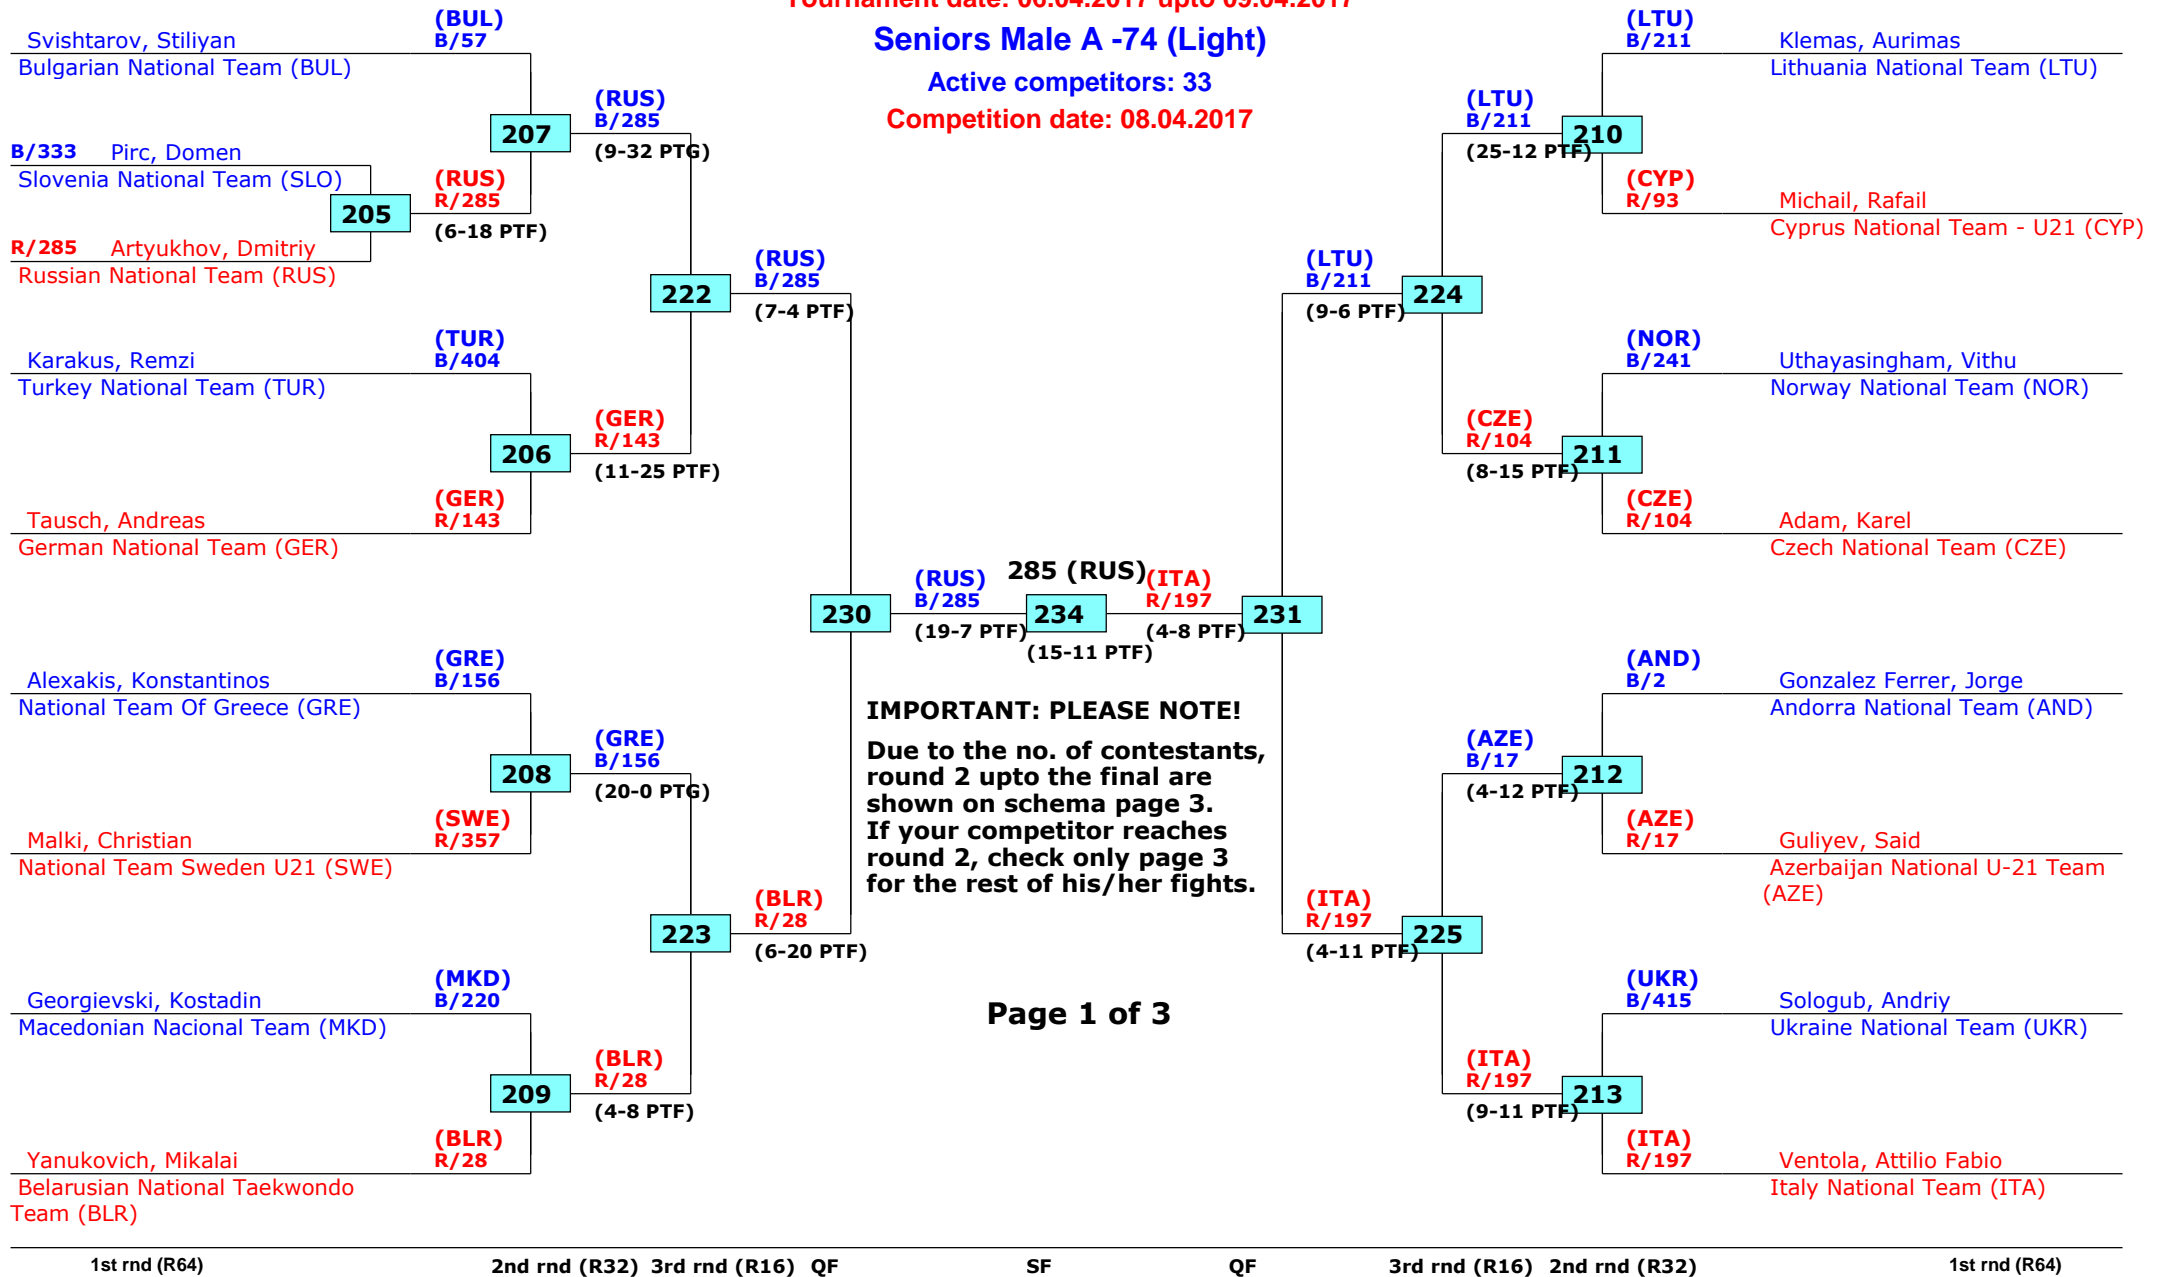 Tournament date: 06.04.2017 upto 09.04.2017
Seniors Male A -74 (Light)
Active competitors: 33
Competition date: 08.04.2017
(BUL)
Svishtarov, Stiliyan B/57
Bulgarian National Team (BUL)
(RUS)
B/285
207
(9-32 PTG)
B/333 Pirc, Domen
Slovenia National Team (SLO)
(RUS)
R/285
205
(6-18 PTF)
R/285 Artyukhov, Dmitriy
Russian National Team (RUS)
(RUS)
B/285
222
(7-4 PTF)
(TUR)
Karakus, Remzi B/404
Turkey National Team (TUR)
(GER)
R/143
206
(11-25 PTF)
(GER)
Tausch, Andreas R/143
German National Team (GER)
230
(RUS)
B/285
(19-7 PTF)
285 (RUS)
234
(15-11 PTF)
(ITA)
R/197
(4-8 PTF)
231
(GRE)
Alexakis, Konstantinos B/156
National Team Of Greece (GRE)
(GRE)
B/156
208
(20-0 PTG)
(SWE)
Malki, Christian R/357
National Team Sweden U21 (SWE)
(BLR)
R/28
223
(6-20 PTF)
(MKD)
Georgievski, Kostadin B/220
Macedonian Nacional Team (MKD)
(BLR)
R/28
209
(4-8 PTF)
(BLR)
Yanukovich, Mikalai R/28
Belarusian National Taekwondo
Team (BLR)
IMPORTANT: PLEASE NOTE!
Due to the no. of contestants,
round 2 upto the final are
shown on schema page 3.
If your competitor reaches
round 2, check only page 3
for the rest of his/her fights.
Page 1 of 3
(LTU)
B/211 Klemas, Aurimas
Lithuania National Team (LTU)
(LTU)
B/211
210
(25-12 PTF)
(CYP)
R/93 Michail, Rafail
Cyprus National Team - U21 (CYP)
(LTU)
B/211
224
(9-6 PTF)
(NOR)
B/241 Uthayasingham, Vithu
Norway National Team (NOR)
(CZE)
R/104
211
(8-15 PTF)
(CZE)
R/104 Adam, Karel
Czech National Team (CZE)
(AND)
B/2 Gonzalez Ferrer, Jorge
Andorra National Team (AND)
(AZE)
B/17
212
(4-12 PTF)
(AZE)
R/17 Guliyev, Said
Azerbaijan National U-21 Team
(AZE)
(ITA)
R/197
225
(4-11 PTF)
(UKR)
B/415 Sologub, Andriy
Ukraine National Team (UKR)
(ITA)
R/197
213
(9-11 PTF)
(ITA)
R/197 Ventola, Attilio Fabio
Italy National Team (ITA)
1st rnd (R64) 2nd rnd (R32) 3rd rnd (R16) QF SF QF 3rd rnd (R16) 2nd rnd (R32) 1st rnd (R64)